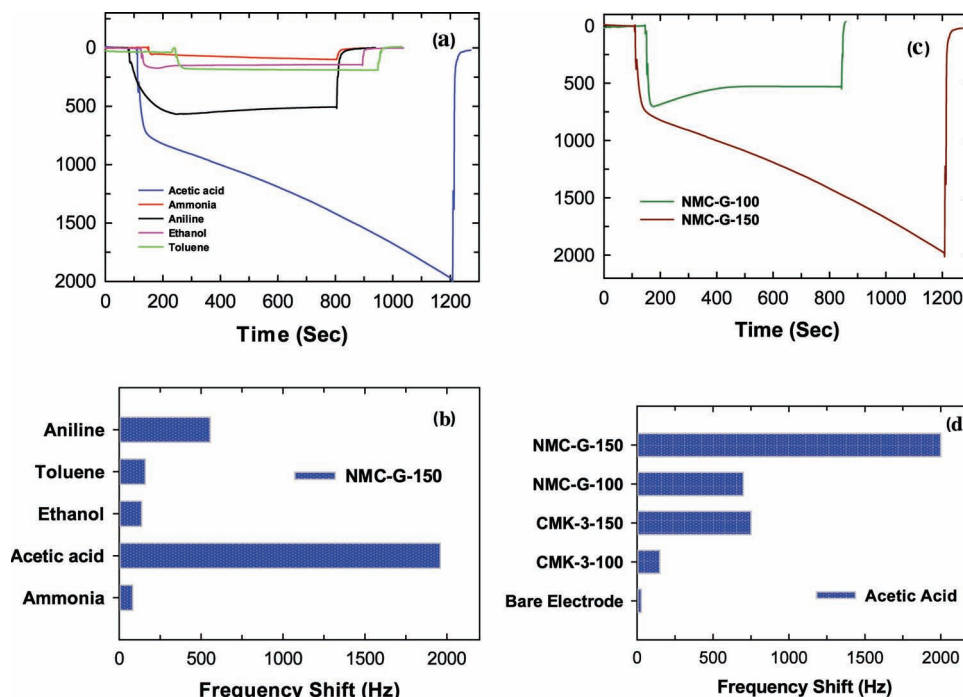 (a)
0
500
1000
1500
2000
Acetic acid
Ammonia
Aniline
Ethanol
Toluene
0 200 400 600 800 1000 1200
Time (Sec)
(c)
0
500
1000
1500
2000
NMC-G-100
NMC-G-150
0 200 400 600 800 1000 1200
Time (Sec)
(b)
Aniline
Toluene
Ethanol
Acetic acid
Ammonia
NMC-G-150
0 500 1000 1500 2000
Frequency Shift (Hz)
(d)
NMC-G-150
NMC-G-100
CMK-3-150
CMK-3-100
Bare Electrode
Acetic Acid
0 500 1000 1500 2000
Frequency Shift (Hz)